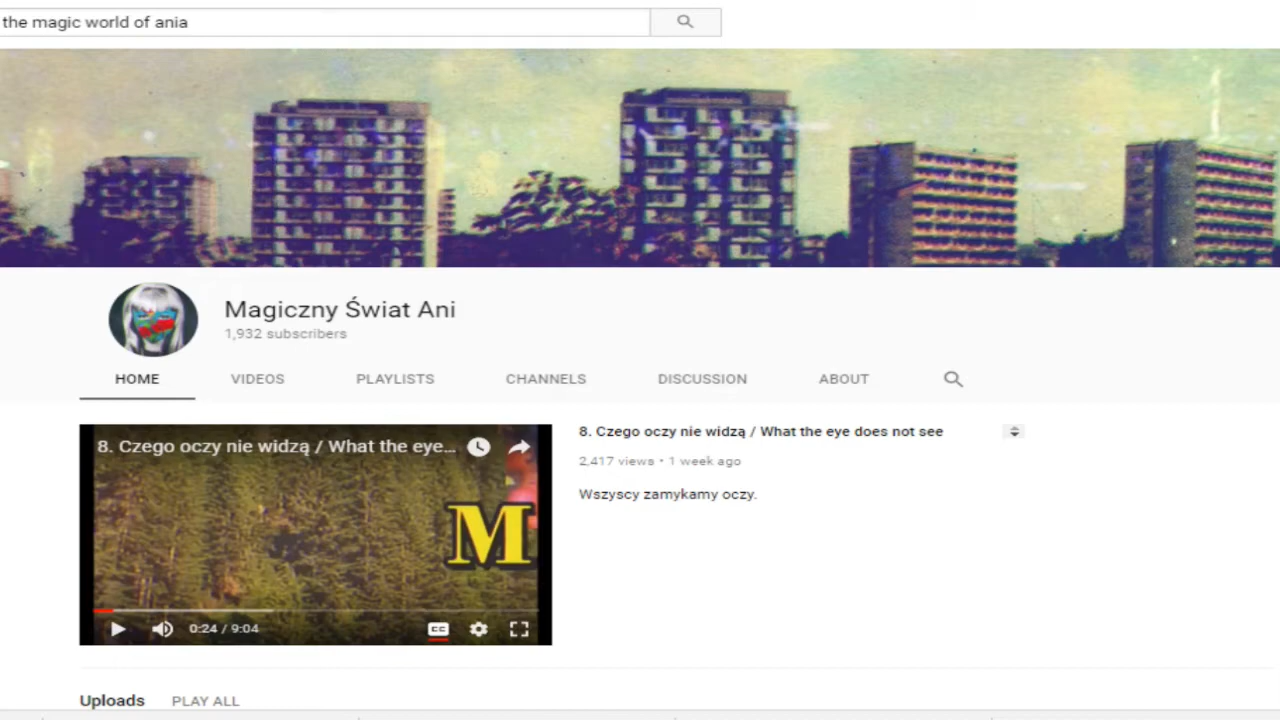 the magic world of ania
Magiczny Świat Ani
1,932 subscribers
HOME VIDEOS PLAYLISTS CHANNELS DISCUSSION ABOUT
8. Czego oczy nie widzą / What the eye...
M
0:24 / 9:04
CC
8. Czego oczy nie widzą / What the eye does not see
2,417 views • 1 week ago
Wszyscy zamykamy oczy.
Uploads PLAY ALL